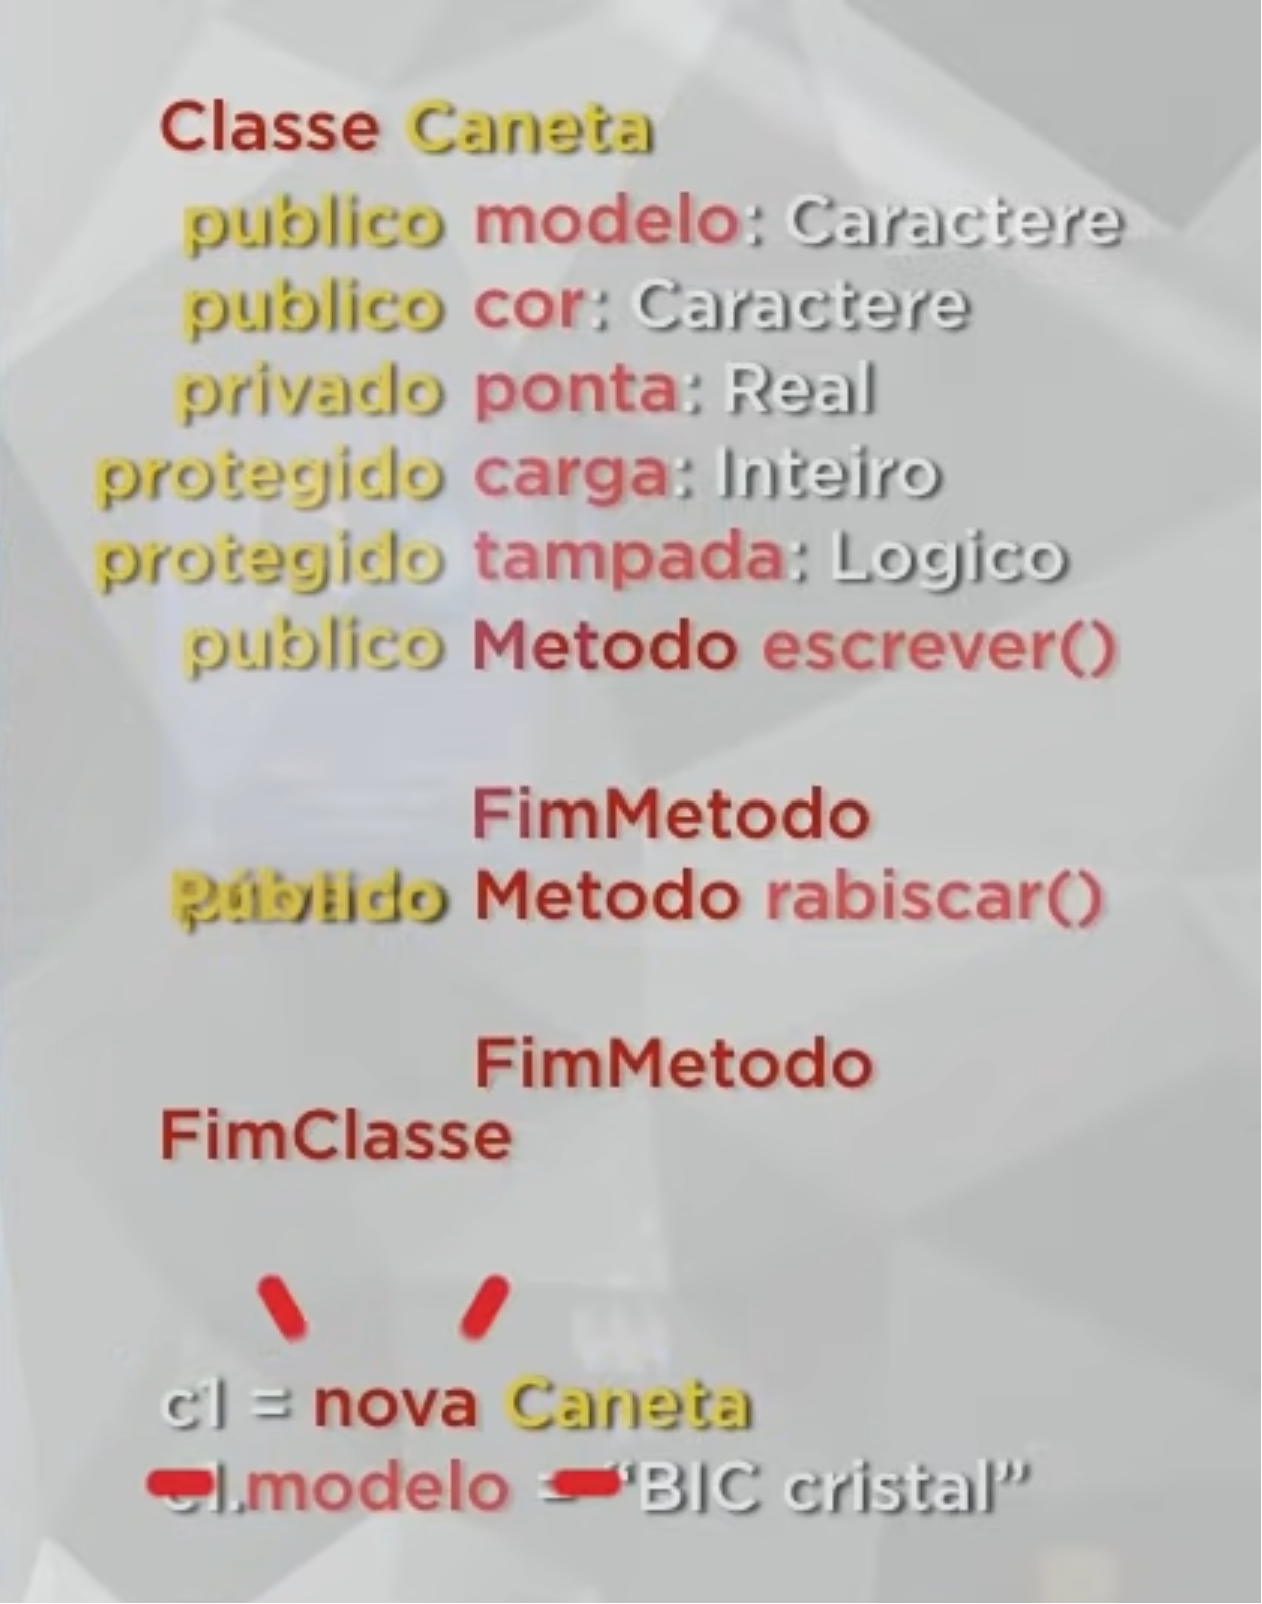 Classe Caneta
publico modelo: Caractere
publico cor: Caractere
privado ponta: Real
protegido carga: Inteiro
protegido tampada: Logico
publico Metodo escrever()
FimMetodo
Metodo rabiscar()
FimMetodo
FimClasse
c1 = nova Caneta
c1.modelo = “BIC cristal”